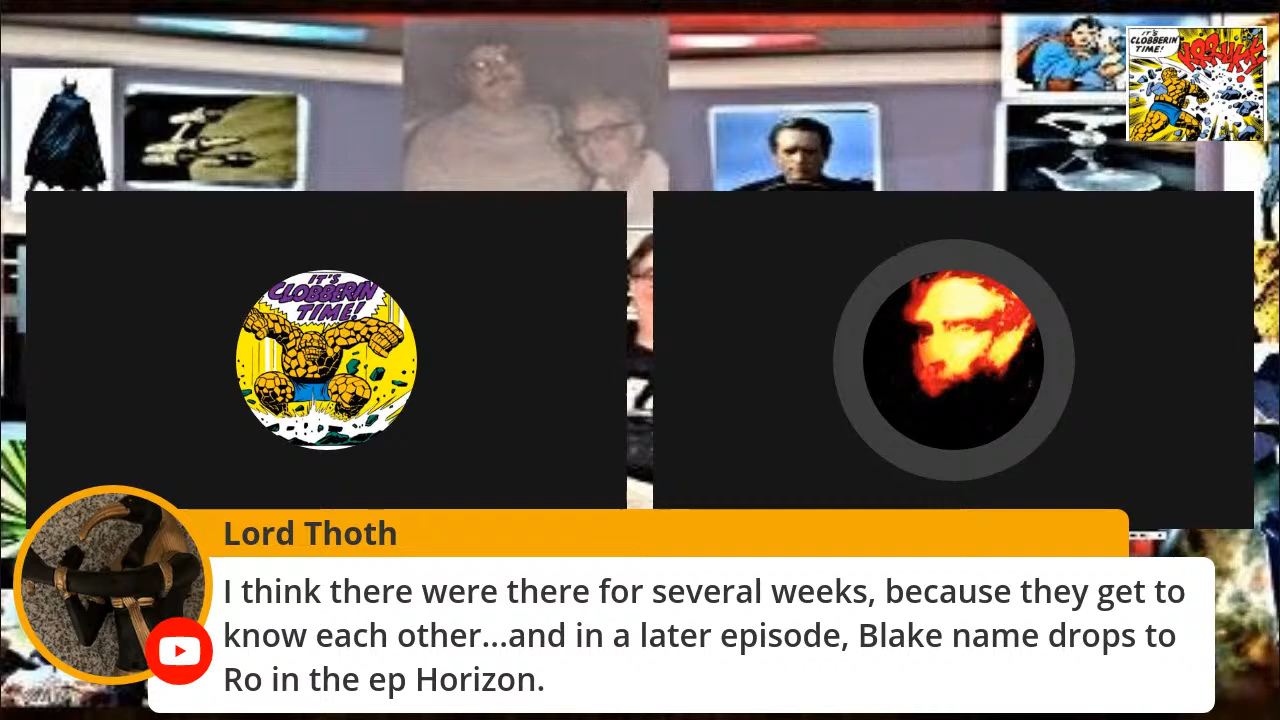 IT'S
CLOBBERIN'
TIME!
IT'S
CLOBBERIN'
TIME!
Lord Thoth
I think there were there for several weeks, because they get to
know each other...and in a later episode, Blake name drops to
Ro in the ep Horizon.